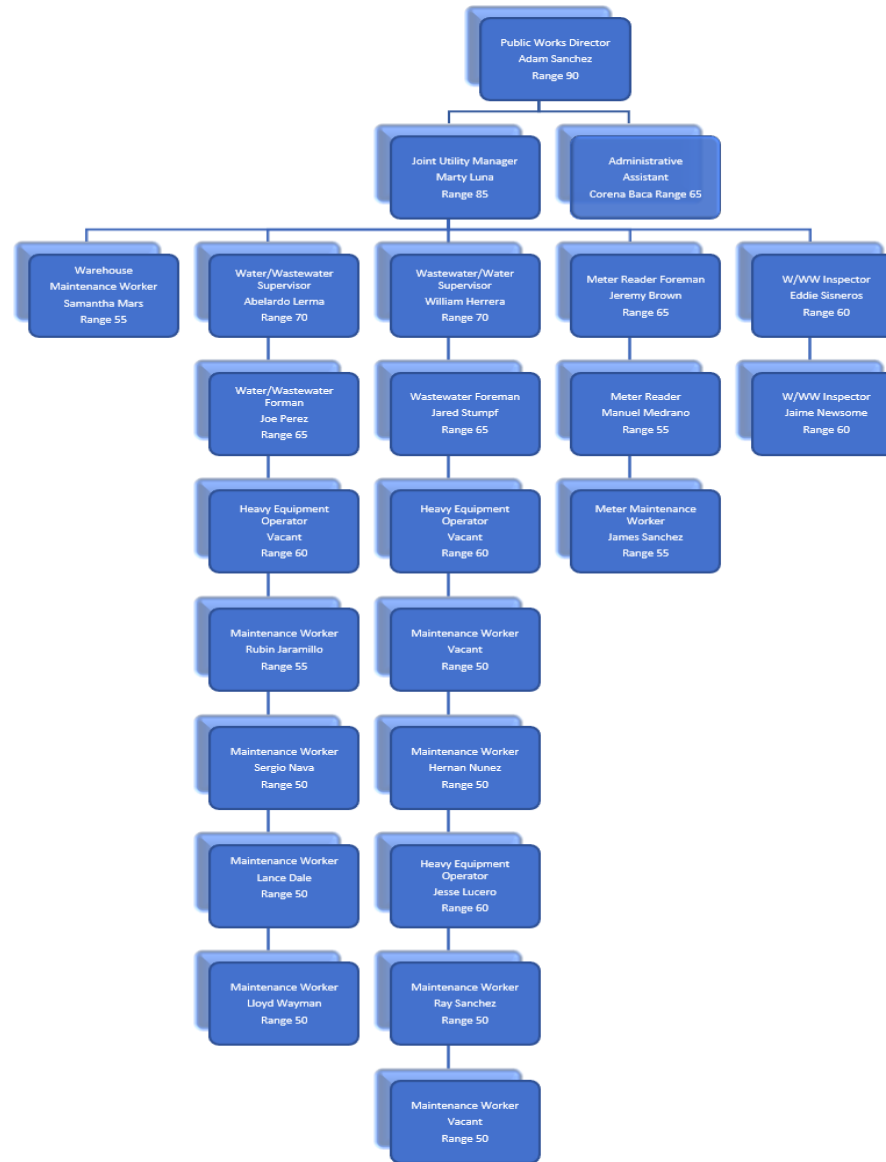 Public Works Director
Adam Sanchez
Range 90
Joint Utility Manager
Marty Luna
Range 85
Administrative
Assistant
Corena Baca Range 65
Warehouse
Maintenance Worker
Samantha Mars
Range 55
Water/Wastewater
Supervisor
Abelardo Lerma
Range 70
Wastewater/Water
Supervisor
William Herrera
Range 70
Meter Reader Foreman
Jeremy Brown
Range 65
W/WW Inspector
Eddie Sisneros
Range 60
Water/Wastewater
Forman
Joe Perez
Range 65
Wastewater Foreman
Jared Stumpf
Range 65
Meter Reader
Manuel Medrano
Range 55
W/WW Inspector
Jaime Newsome
Range 60
Heavy Equipment
Operator
Vacant
Range 60
Heavy Equipment
Operator
Vacant
Range 60
Meter Maintenance
Worker
James Sanchez
Range 55
Maintenance Worker
Rubin Jaramillo
Range 55
Maintenance Worker
Vacant
Range 50
Maintenance Worker
Sergio Nava
Range 50
Maintenance Worker
Hernan Nunez
Range 50
Maintenance Worker
Lance Dale
Range 50
Heavy Equipment
Operator
Jesse Lucero
Range 60
Maintenance Worker
Lloyd Wayman
Range 50
Maintenance Worker
Ray Sanchez
Range 50
Maintenance Worker
Vacant
Range 50